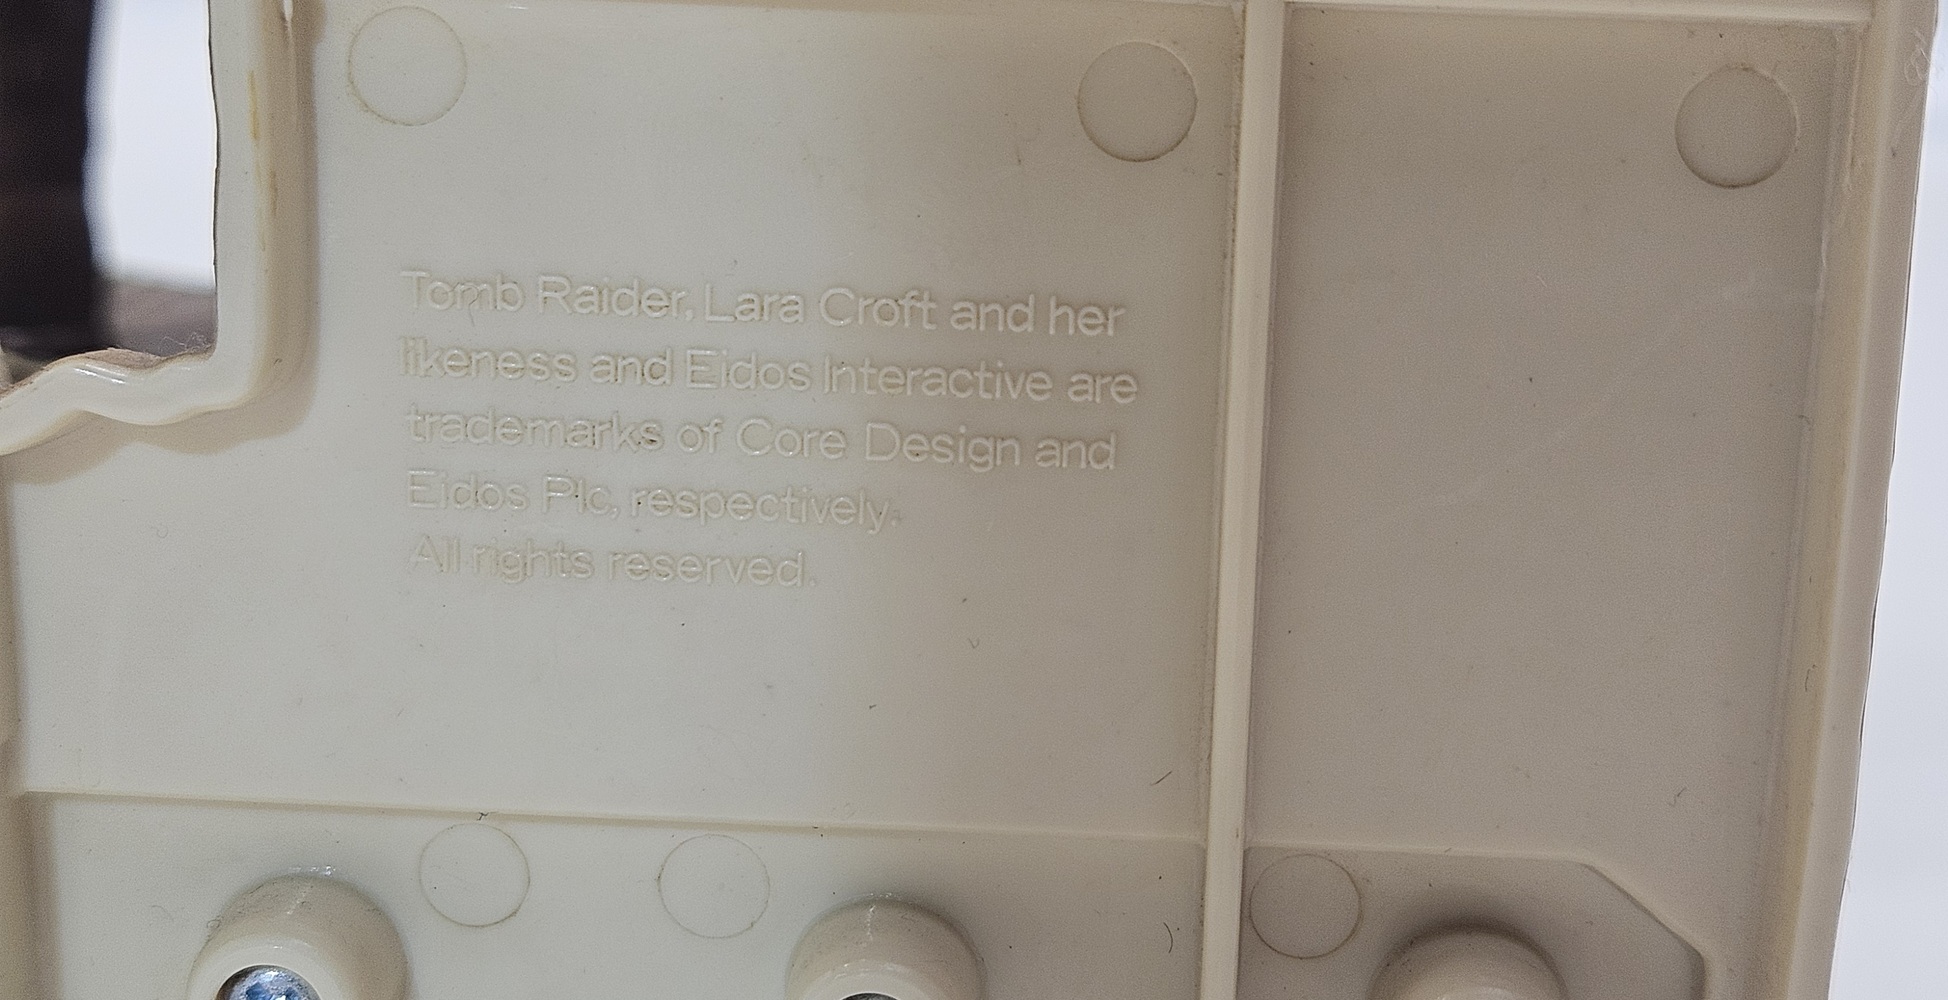 Tomb Raider, Lara Croft and her
likeness and Eidos Interactive are
trademarks of Core Design and
Eidos Plc, respectively.
All rights reserved.